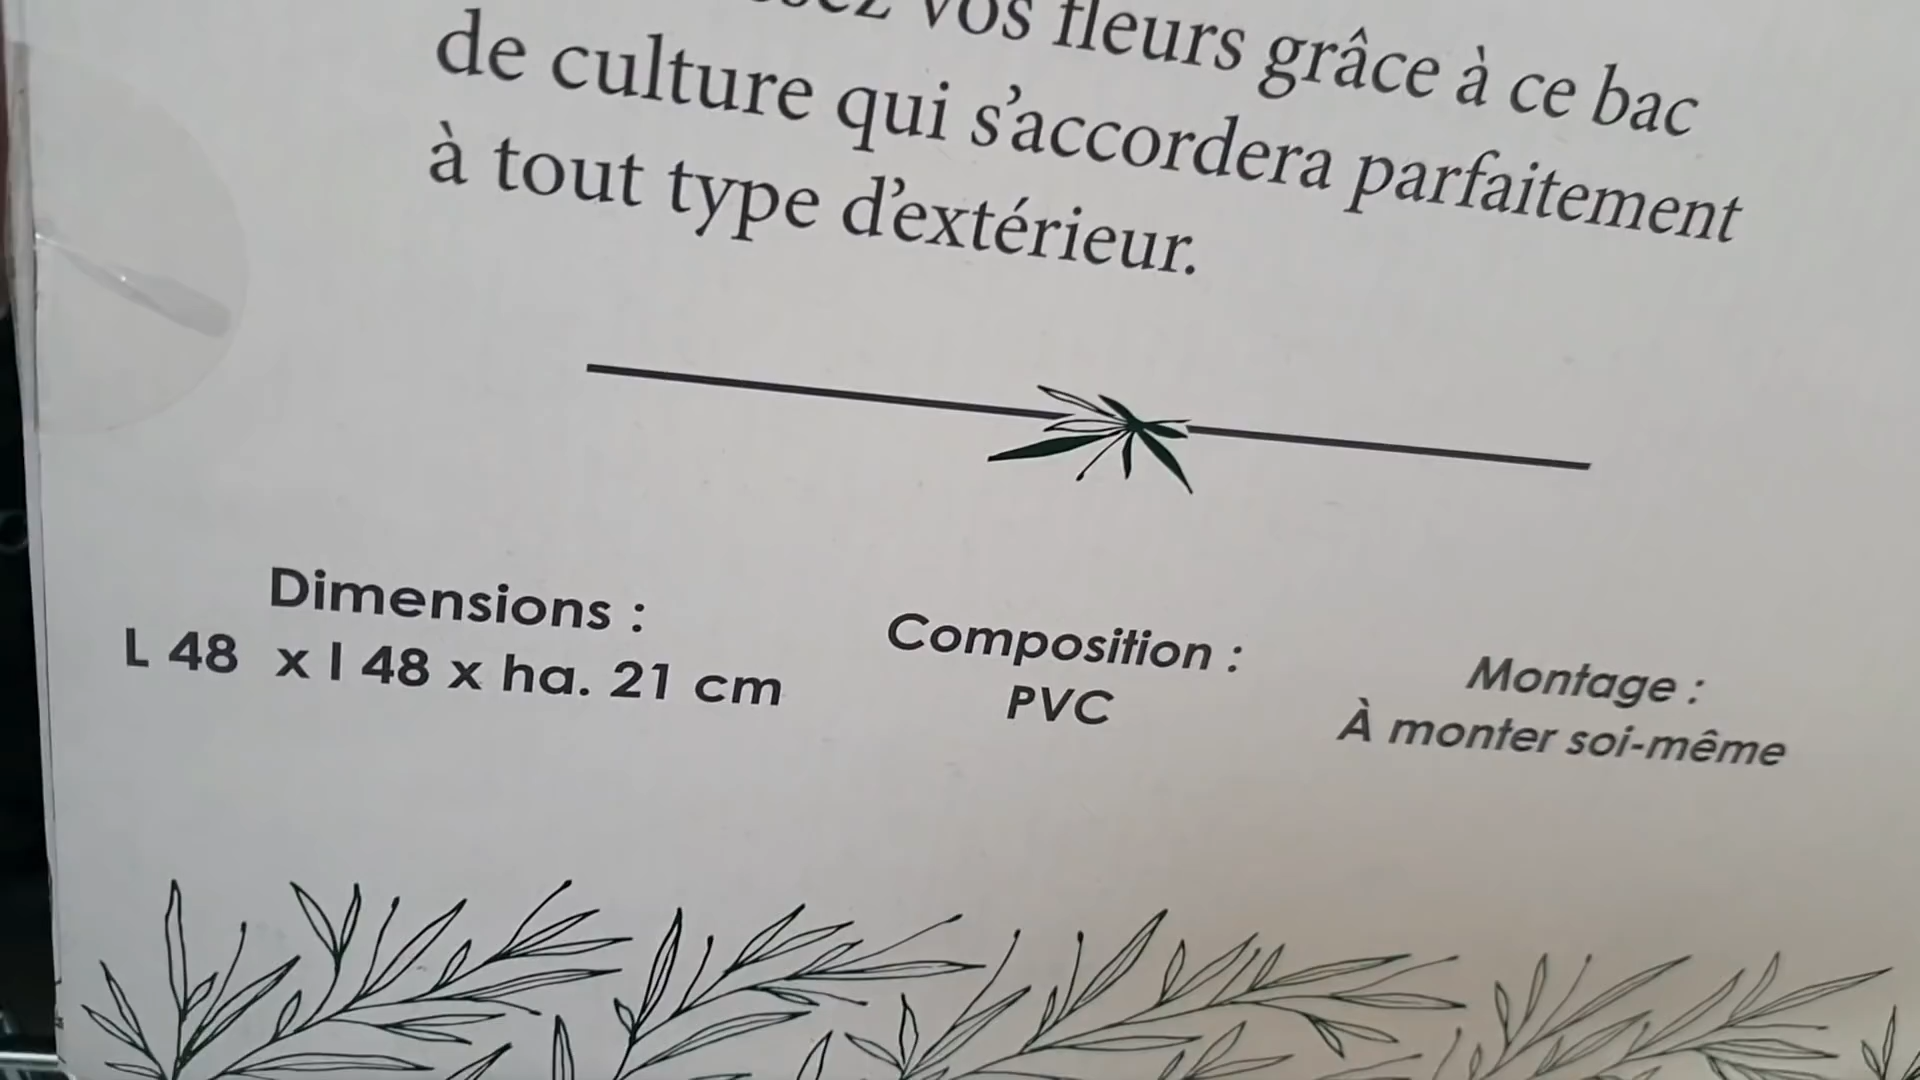 vos fleurs grâce à ce bac
de culture qui s'accordera parfaitement
à tout type d'extérieur.
Dimensions :
L 48 x l 48 x ha. 21 cm
Composition :
PVC
Montage :
À monter soi-même